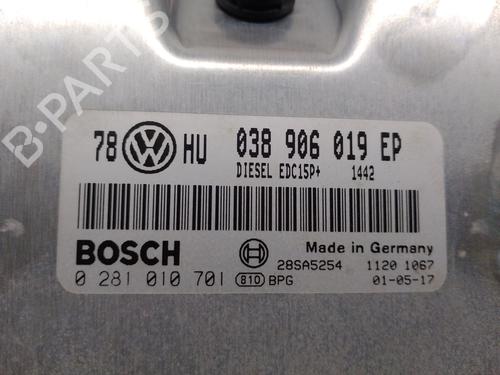 78 VW HU 038 906 019 EP
DIESEL EDC15P+ 1442
BOSCH
0 281 010 701
810 BPG
Made in Germany
28SA5254 1120 1067
01-05-17
B-PARTS